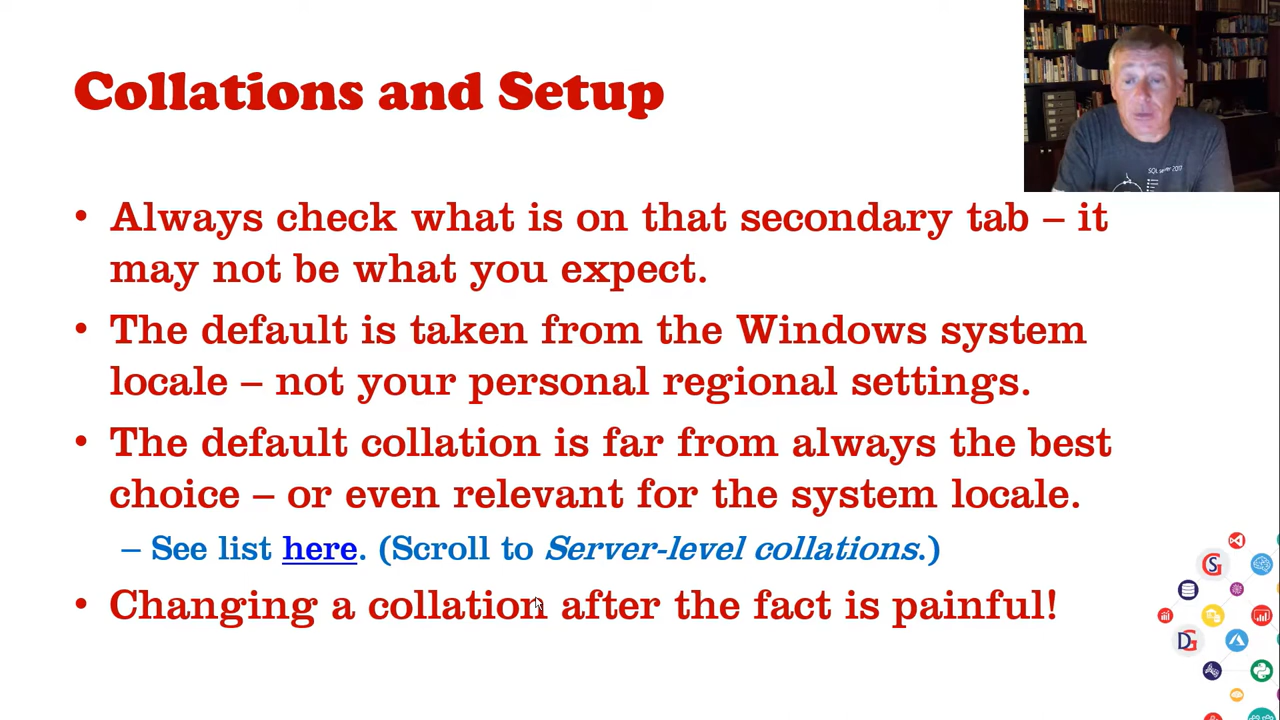 Collations and Setup
SQL Server 2017
• Always check what is on that secondary tab – it
may not be what you expect.
• The default is taken from the Windows system
locale – not your personal regional settings.
• The default collation is far from always the best
choice – or even relevant for the system locale.
– See list here. (Scroll to Server-level collations.)
• Changing a collation after the fact is painful!
S
G
D
G